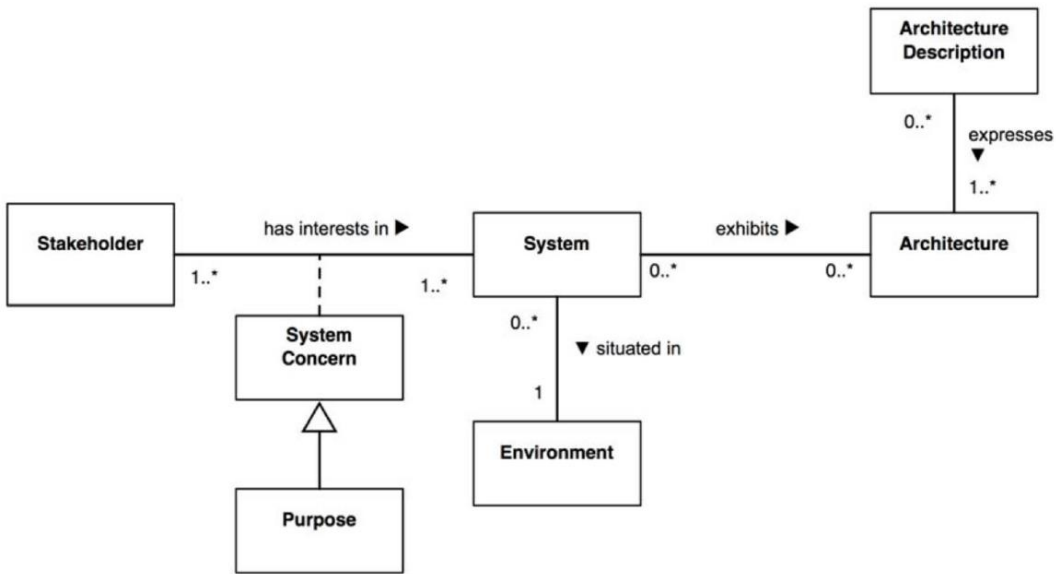 Architecture
Description
0..*
expresses
▼
1..*
Stakeholder
has interests in ►
System
exhibits ►
Architecture
1..*
1..*
0..*
0..*
System
Concern
0..*
▼ situated in
1
Environment
Purpose